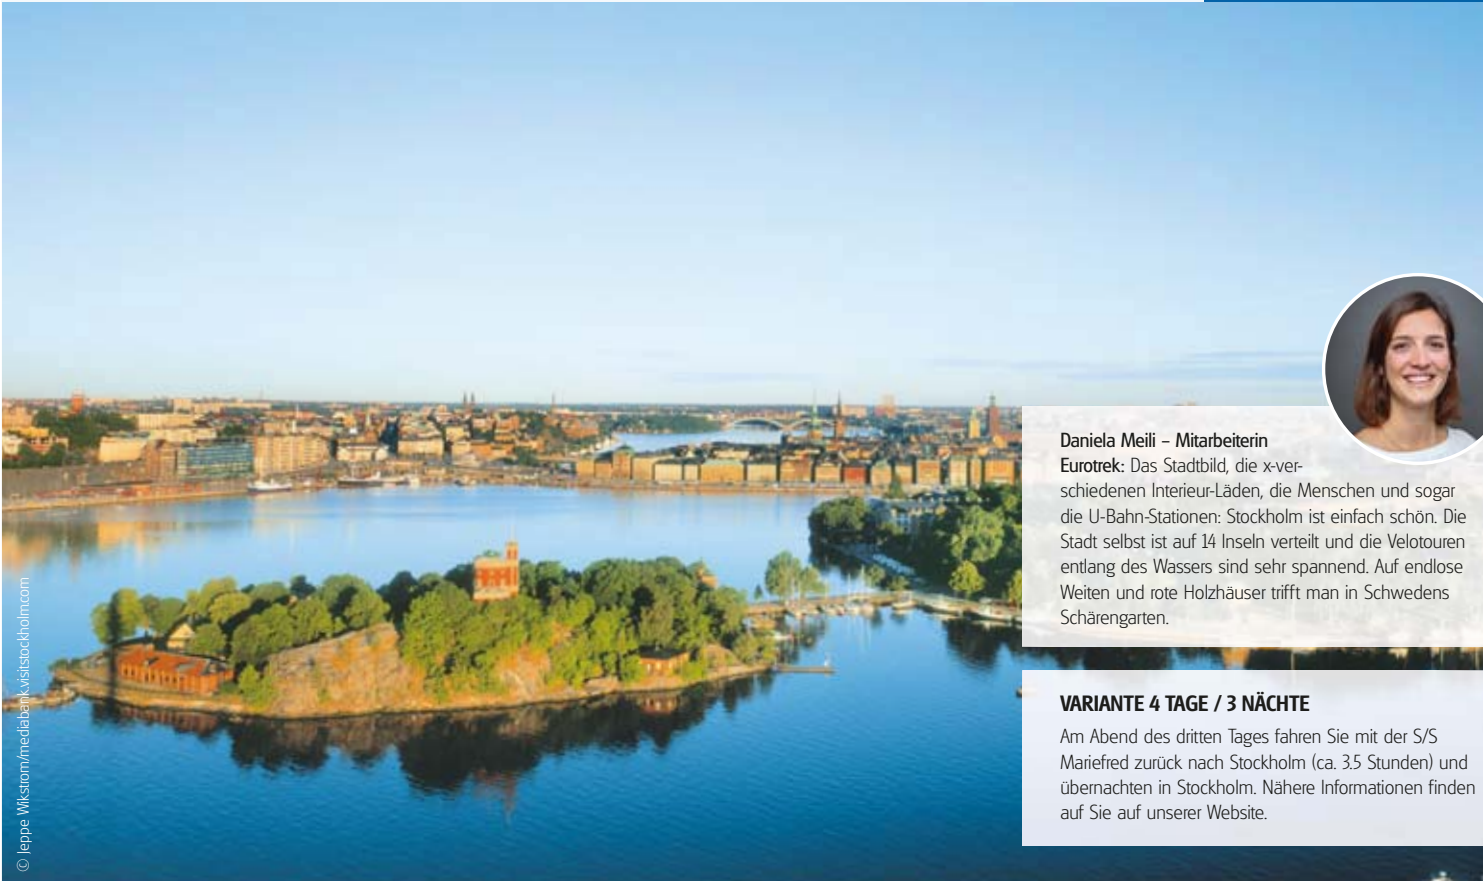 Daniela Meili – Mitarbeiterin
Eurotrek: Das Stadtbild, die x-ver-
schiedenen Interieur-Läden, die Menschen und sogar
die U-Bahn-Stationen: Stockholm ist einfach schön. Die
Stadt selbst ist auf 14 Inseln verteilt und die Velotouren
entlang des Wassers sind sehr spannend. Auf endlose
Weiten und rote Holzhäuser trifft man in Schwedens
Schärengarten.
VARIANTE 4 TAGE / 3 NÄCHTE
Am Abend des dritten Tages fahren Sie mit der S/S
Mariefred zurück nach Stockholm (ca. 3.5 Stunden) und
übernachten in Stockholm. Nähere Informationen finden
auf Sie auf unserer Website.
© Jeppe Wikstrom/mediabank.visitstockholm.com